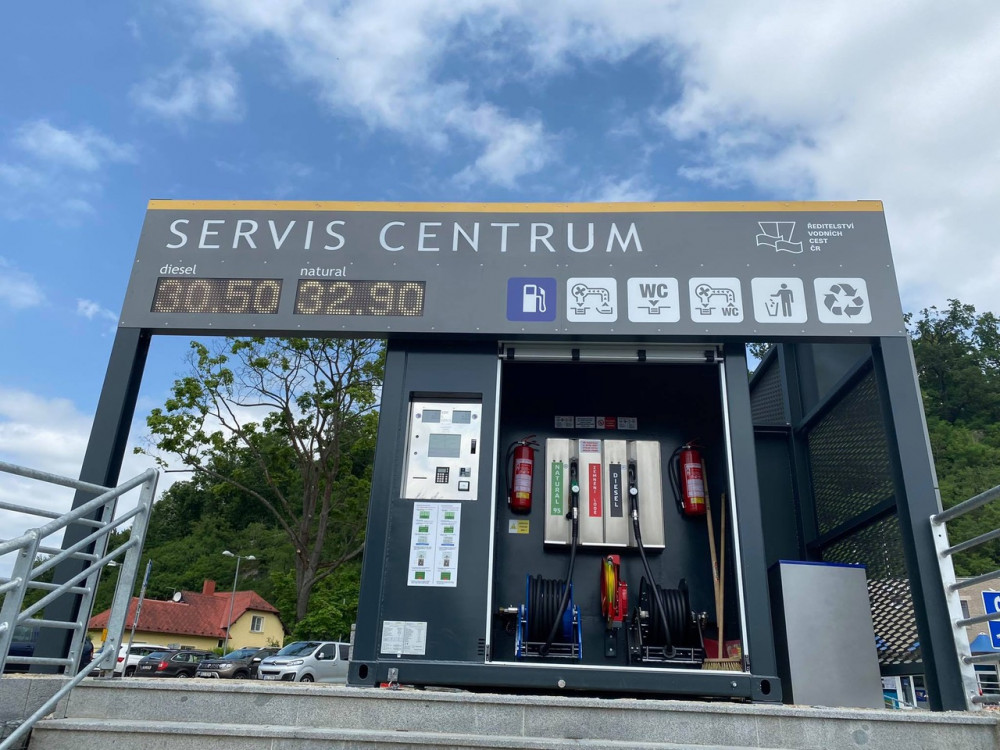 SERVIS CENTRUM
ŘEDITELSTVÍ
VODNÍCH
CEST
ČR
diesel
natural
30.50
32.90
WC
WC
NATURAL 95
DIESEL